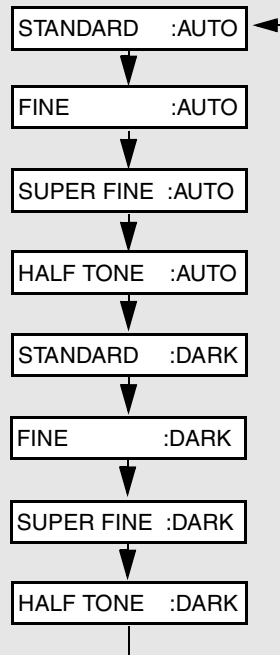 STANDARD :AUTO
FINE :AUTO
SUPER FINE :AUTO
HALF TONE :AUTO
STANDARD :DARK
FINE :DARK
SUPER FINE :DARK
HALF TONE :DARK